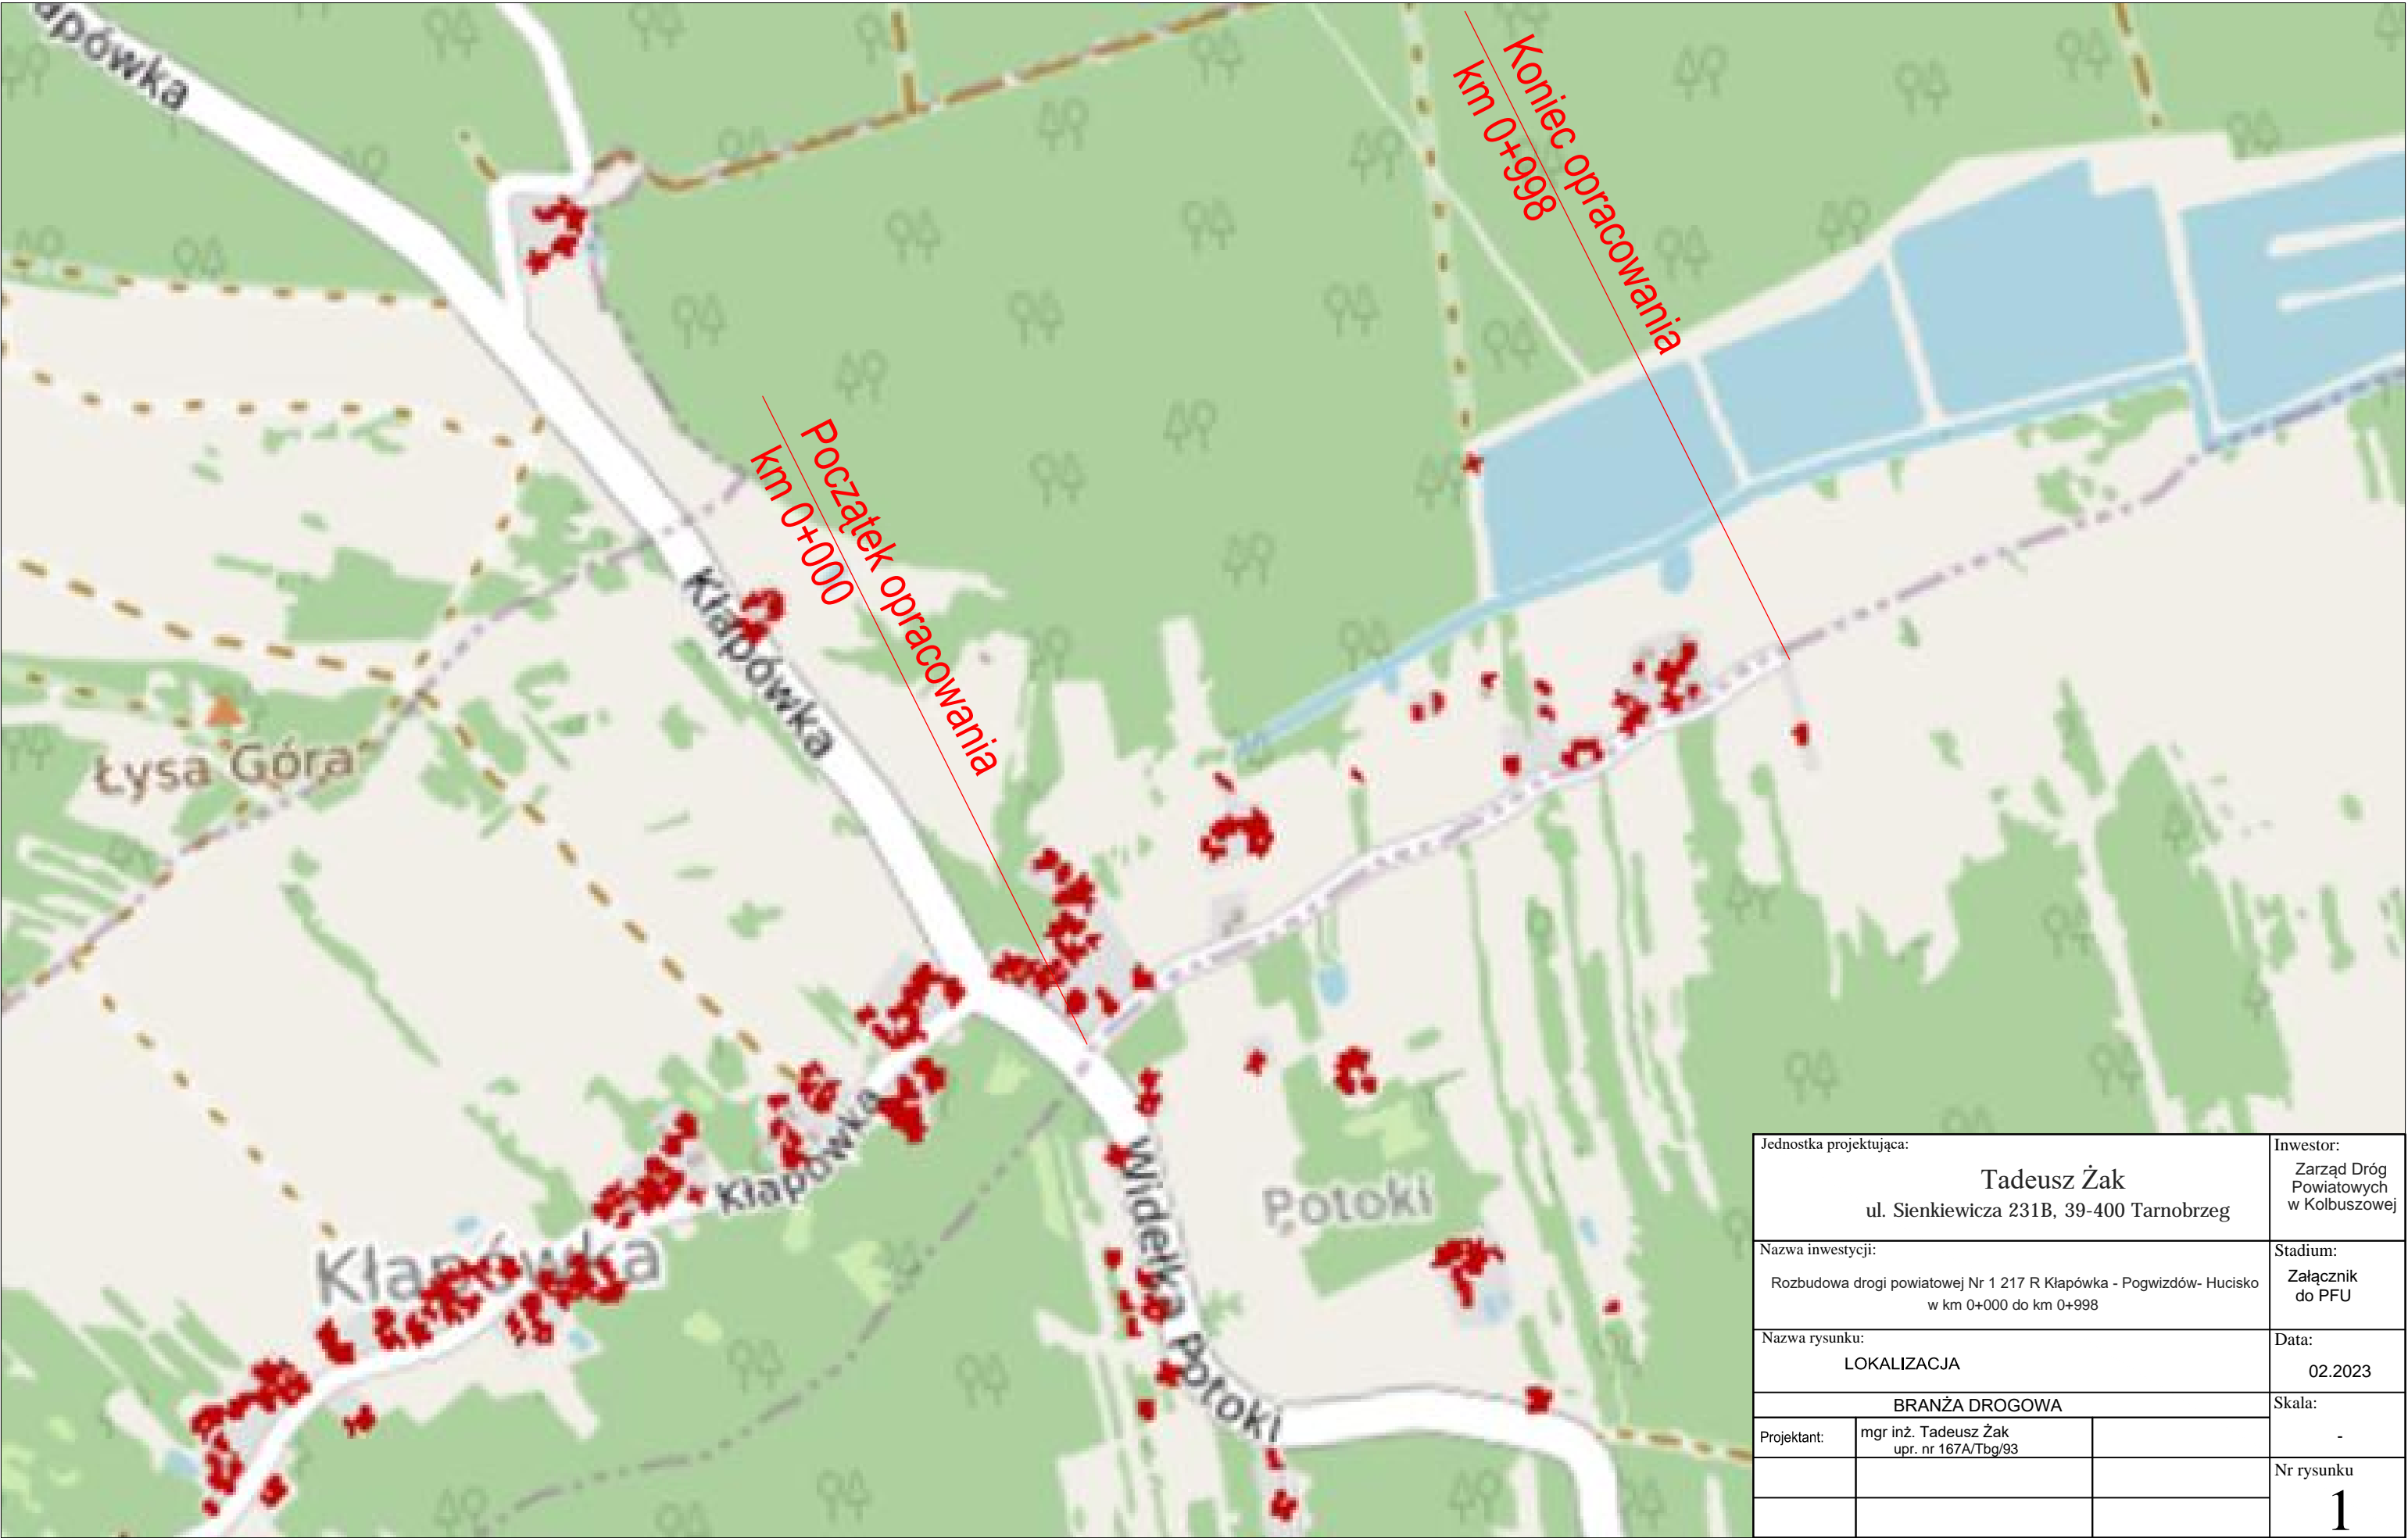 apówka
Koniec opracowania
km 0+998
Początek opracowania
km 0+000
Kłapówka
Łysa Góra
Kłapówka
Kłapówka
Widełka Potoki
Potoki
Jednostka projektująca:
Tadeusz Żak
ul. Sienkiewicza 231B, 39-400 Tarnobrzeg
Inwestor:
Zarząd Dróg
Powiatowych
w Kolbuszowej
Nazwa inwestycji:
Rozbudowa drogi powiatowej Nr 1 217 R Kłapówka - Pogwizdów- Hucisko
w km 0+000 do km 0+998
Stadium:
Załącznik
do PFU
Nazwa rysunku:
LOKALIZACJA
Data:
02.2023
BRANŻA DROGOWA
Skala:
-
Projektant:
mgr inż. Tadeusz Żak
upr. nr 167A/Tbg/93
Nr rysunku
1